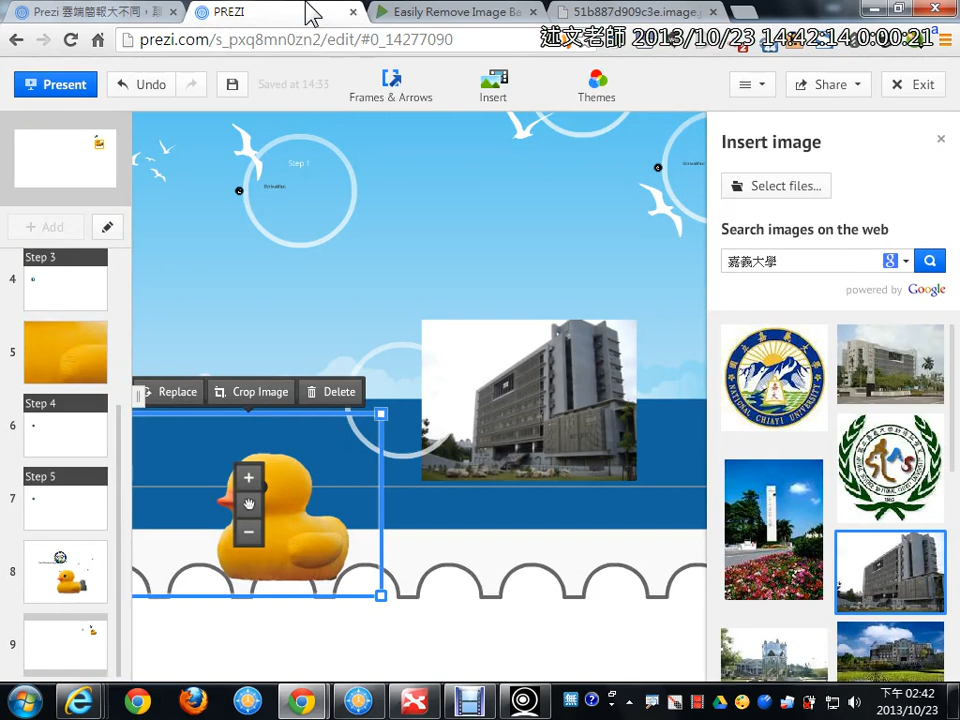 Prezi 雲端簡報大不同，
PREZI
Easily Remove Image Ba
51b887d909c3e.image.j
prezi.com/s_pxq8mn0zn2/edit/#0_14277090
述文老師 2013/10/23 14:42:14 0:00:21
Present
Undo
Saved at 14:33
Frames & Arrows
Insert
Themes
Share
Exit
Add
Step 3
4
5
Step 4
6
Step 5
7
8
9
Step 1
Replace
Crop Image
Delete
Insert image
Select files...
Search images on the web
嘉義大學
powered by Google
NATIONAL CHIAYI UNIVERSITY
下午 02:42
2013/10/23